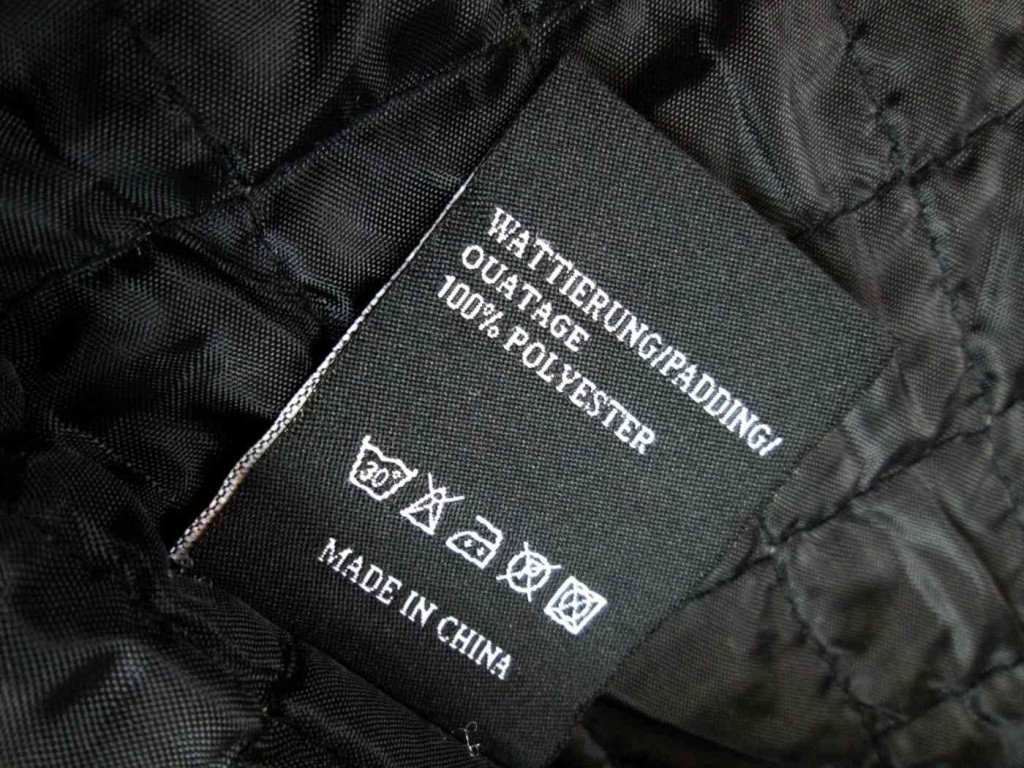 WATTIERUNG/PADDING/
OUATAGE
100% POLYESTER
30°
P
MADE IN CHINA